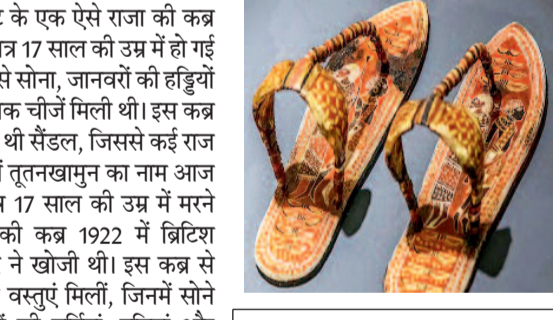 के एक ऐसे राजा की कब्र
17 साल की उम्र में हो गई
से सोना, जानवरों की हड्डियों
चीजें मिली थी। इस कब्र
थी सैंडल, जिससे कई राज
तूतनखामुन का नाम आज
17 साल की उम्र में मरने
की कब्र 1922 में ब्रिटिश
ने खोजी थी। इस कब्र से
वस्तुएं मिलीं, जिनमें सोने